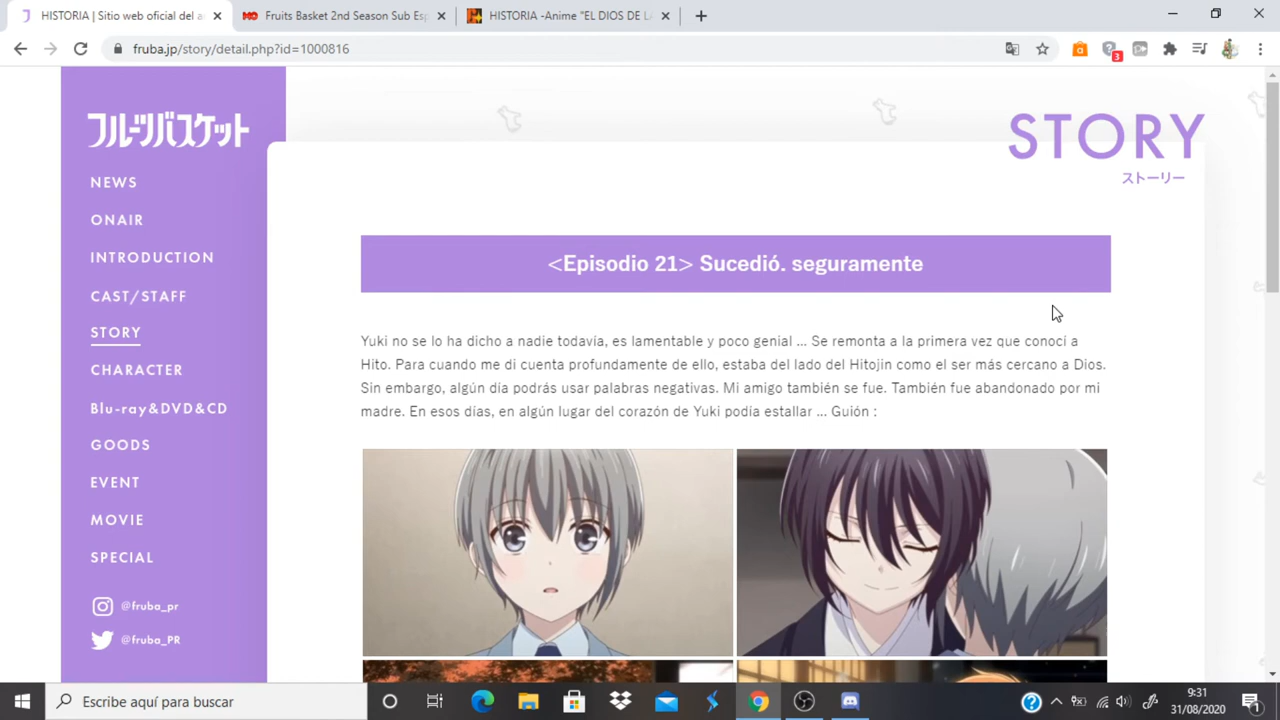 HISTORIA | Sitio web oficial del a
Fruits Basket 2nd Season Sub Esp
HISTORIA -Anime "EL DIOS DE LA
fruba.jp/story/detail.php?id=1000816
3
フルーツバスケット
NEWS
ONAIR
INTRODUCTION
CAST/STAFF
STORY
CHARACTER
Blu-ray&DVD&CD
GOODS
EVENT
MOVIE
SPECIAL
@fruba_pr
@fruba_PR
STORY
ストーリー
<Episodio 21> Sucedió. seguramente
Yuki no se lo ha dicho a nadie todavía, es lamentable y poco genial ... Se remonta a la primera vez que conocí a
Hito. Para cuando me di cuenta profundamente de ello, estaba del lado del Hitojin como el ser más cercano a Dios.
Sin embargo, algún día podrás usar palabras negativas. Mi amigo también se fue. También fue abandonado por mi
madre. En esos días, en algún lugar del corazón de Yuki podía estallar ... Guión :
Escribe aquí para buscar
9:31
31/08/2020
1